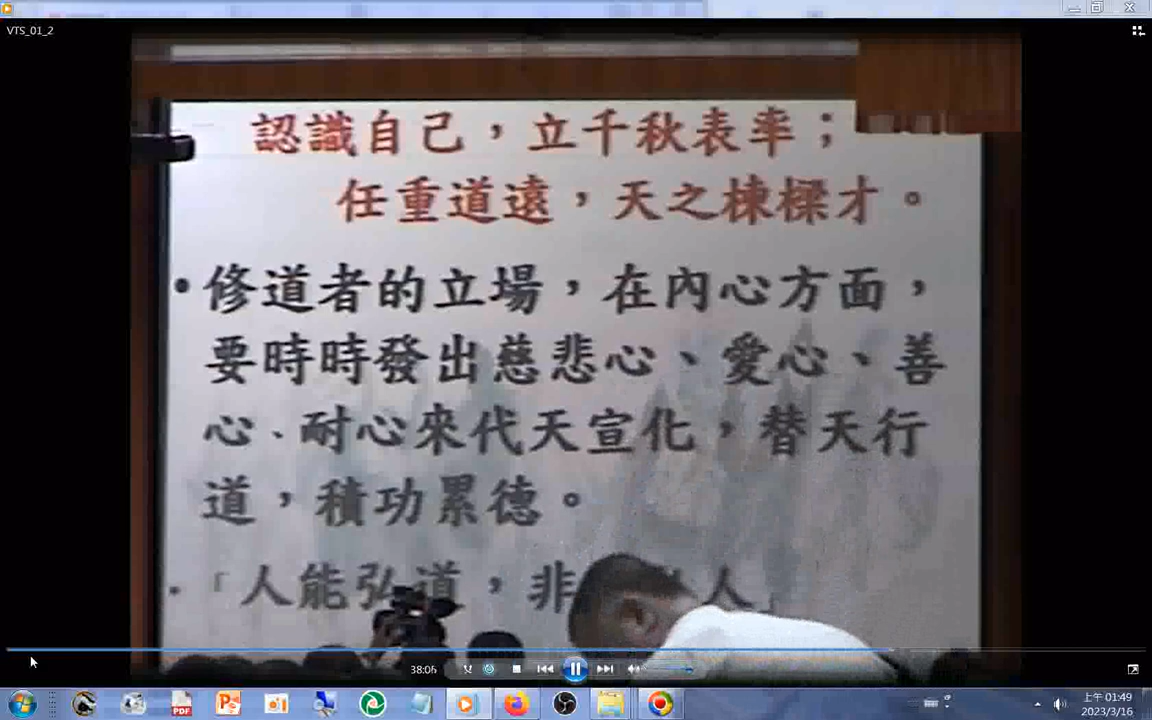 VTS_01_2
認識自己，立千秋表率；
任重道遠，天之棟樑才。
•修道者的立場，在內心方面，
要時時發出慈悲心、愛心、善
心、耐心來代天宣化，替天行
道，積功累德。
•「人能弘道，非人」
38:06
PDF
上午 01:49
2023/3/16